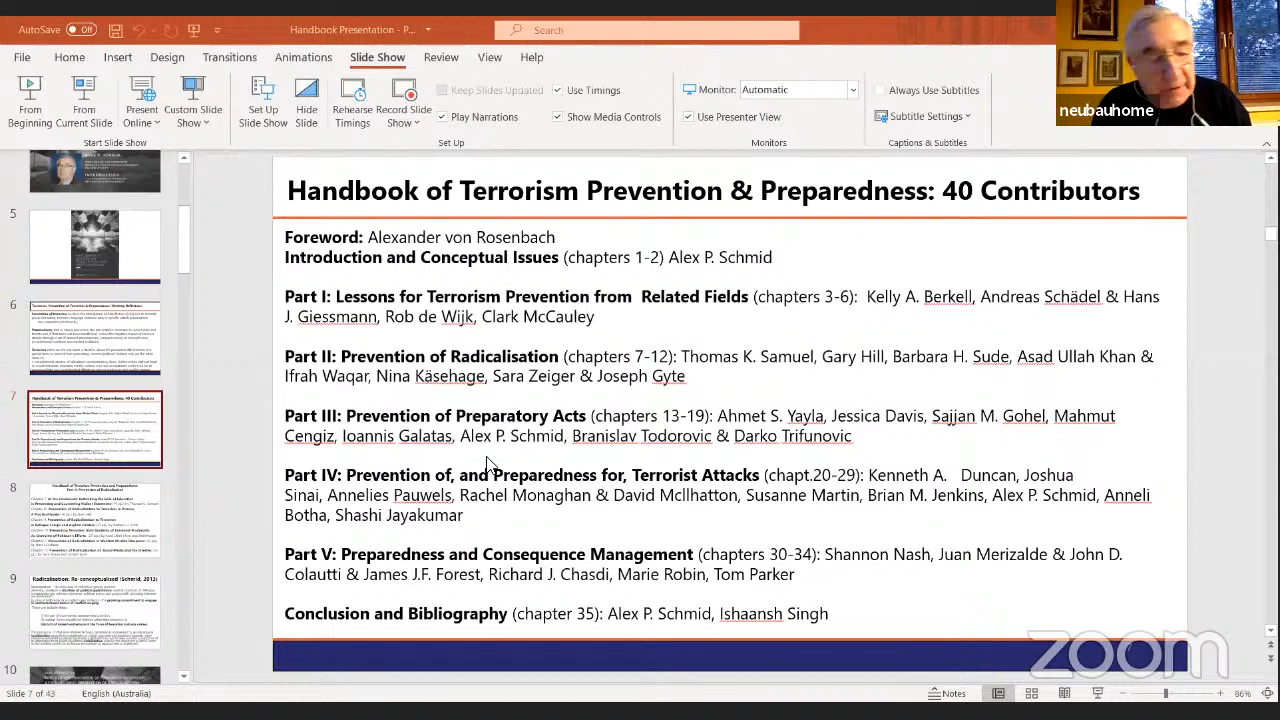 AutoSave Off Handbook Presentation - P... Search
File Home Insert Design Transitions Animations Slide Show Review View Help
neubauhome
From Beginning
From Current Slide
Present Online
Custom Slide Show
Set Up Slide Show
Hide Slide
Rehearse Timings
Record Slide Show
Keep Slides Updated
Use Timings
Play Narrations
Show Media Controls
Monitor: Automatic
Use Presenter View
Always Use Subtitles
Subtitle Settings
Start Slide Show Set Up Monitors Captions & Subtitles
5
6
7
8
9
Radicalisation: Re-conceptualised (Schmid, 2013)
10
Handbook of Terrorism Prevention & Preparedness: 40 Contributors
Foreword: Alexander von Rosenbach
Introduction and Conceptual Issues (chapters 1-2) Alex P. Schmid
Part I: Lessons for Terrorism Prevention from Related Fields (chapters 3-6): Kelly A. Berkell, Andreas Schädel & Hans
J. Giessmann, Rob de Wijk, Clark McCauley
Part II: Prevention of Radicalisation (chapters 7-12): Thomas K. Samuel, Gary Hill, Barbara H. Sude, Asad Ullah Khan &
Ifrah Waqar, Nina Käsehage, Sara Zeiger & Joseph Gyte
Part III: Prevention of Preparatory Acts (chapters 13-19): Jessica Davis, Sajjan M. Gohel, Mahmut
Cengiz, Ioannis Galatas, Alex P. Schmid, Branislav Todorovic & Darko Trifunovic
Part IV: Prevention of, and Preparedness for, Terrorist Attacks (chapt 20-29): Kenneth A. Duncan, Joshua
Sinai, Annelies Pauwels, Rachel Monaghan & David McIlhatton, Brian M. Jenkins, Alex P. Schmid, Anneli
Botha, Shashi Jayakumar
Part V: Preparedness and Consequence Management (chapters 30-34): Shannon Nash, Juan Merizalde & John D.
Colautti & James J.F. Forest, Richard J. Chasdi, Marie Robin, Tom Parker
Conclusion and Bibliography (chapter 35): Alex P. Schmid, Ishaansh Singh
zoom
Slide 7 of 43 English (Australia) Notes 86%